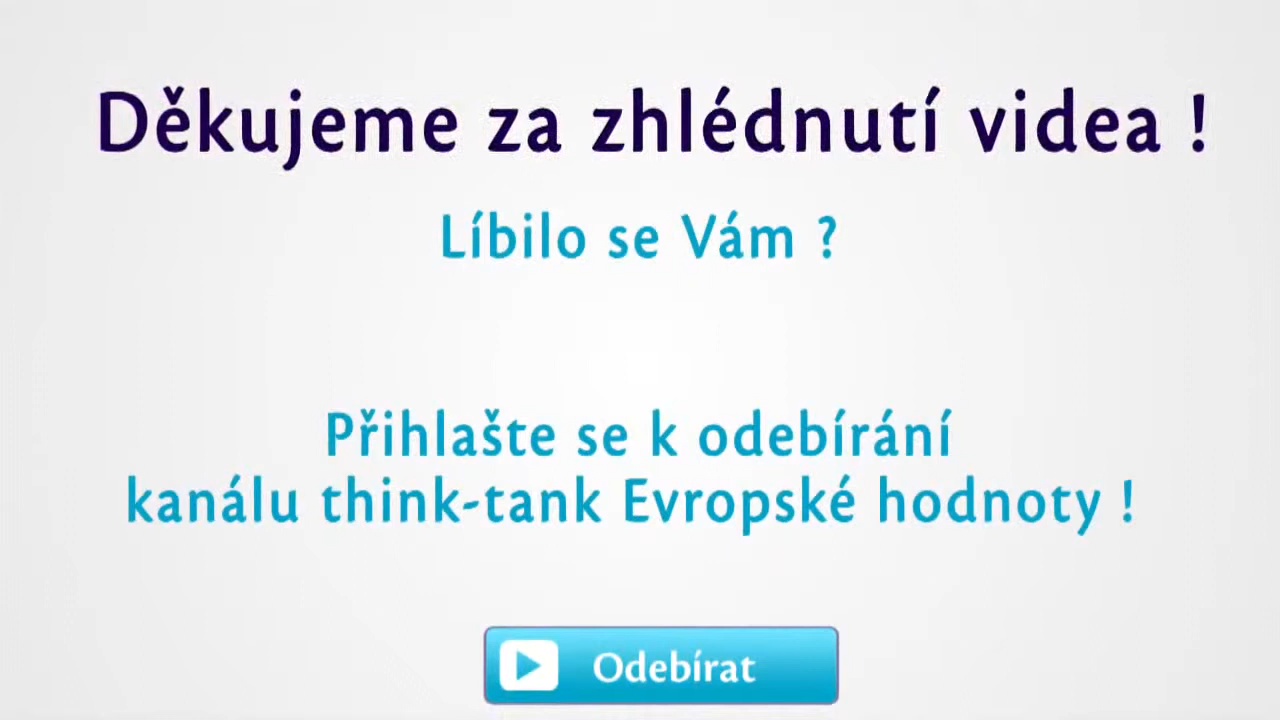 Děkujeme za zhlédnutí videa !
Líbilo se Vám ?
Přihlašte se k odebírání
kanálu think-tank Evropské hodnoty !
Odebírat